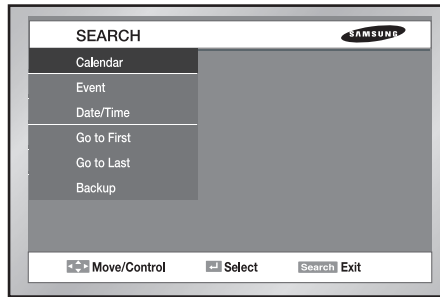 SEARCH SAMSUNG
Calendar
Event
Date/Time
Go to First
Go to Last
Backup
Move/Control Select Search Exit